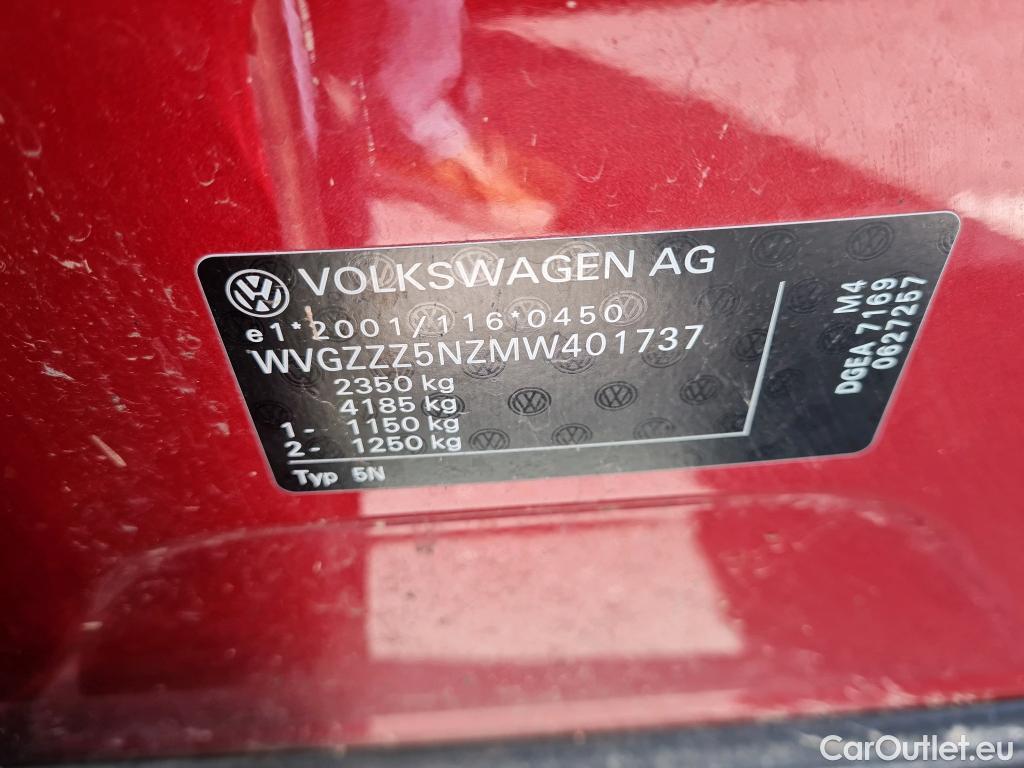 VOLKSWAGEN AG
e1*2001/116*0450
WVGZZZ5NZMW401737
2350 kg
4185 kg
1- 1150 kg
2- 1250 kg
Typ 5N
M4
DGEA 7169
0627257
CarOutlet.eu